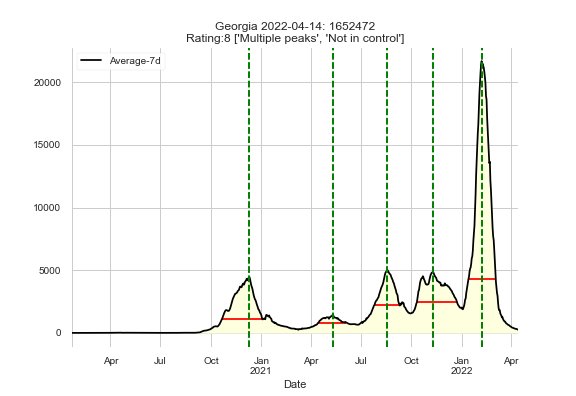 Georgia 2022-04-14: 1652472
Rating:8 ['Multiple peaks', 'Not in control']
Average-7d
20000
15000
10000
5000
0
Apr Jul Oct Jan Apr Jul Oct Jan Apr
2021 2022
Date